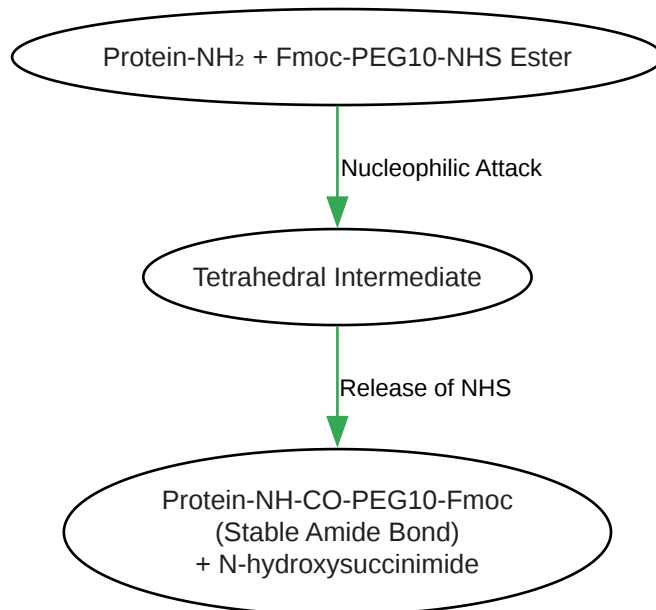 Protein-NH₂ + Fmoc-PEG10-NHS Ester
Nucleophilic Attack
Tetrahedral Intermediate
Release of NHS
Protein-NH-CO-PEG10-Fmoc
(Stable Amide Bond)
+ N-hydroxysuccinimide